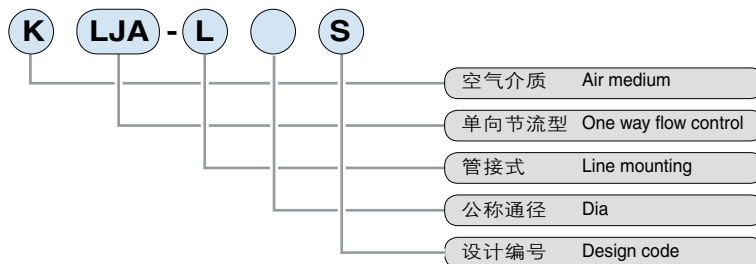 K LJA - L S
空气介质 Air medium
单向节流型 One way flow control
管接式 Line mounting
公称通径 Dia
设计编号 Design code